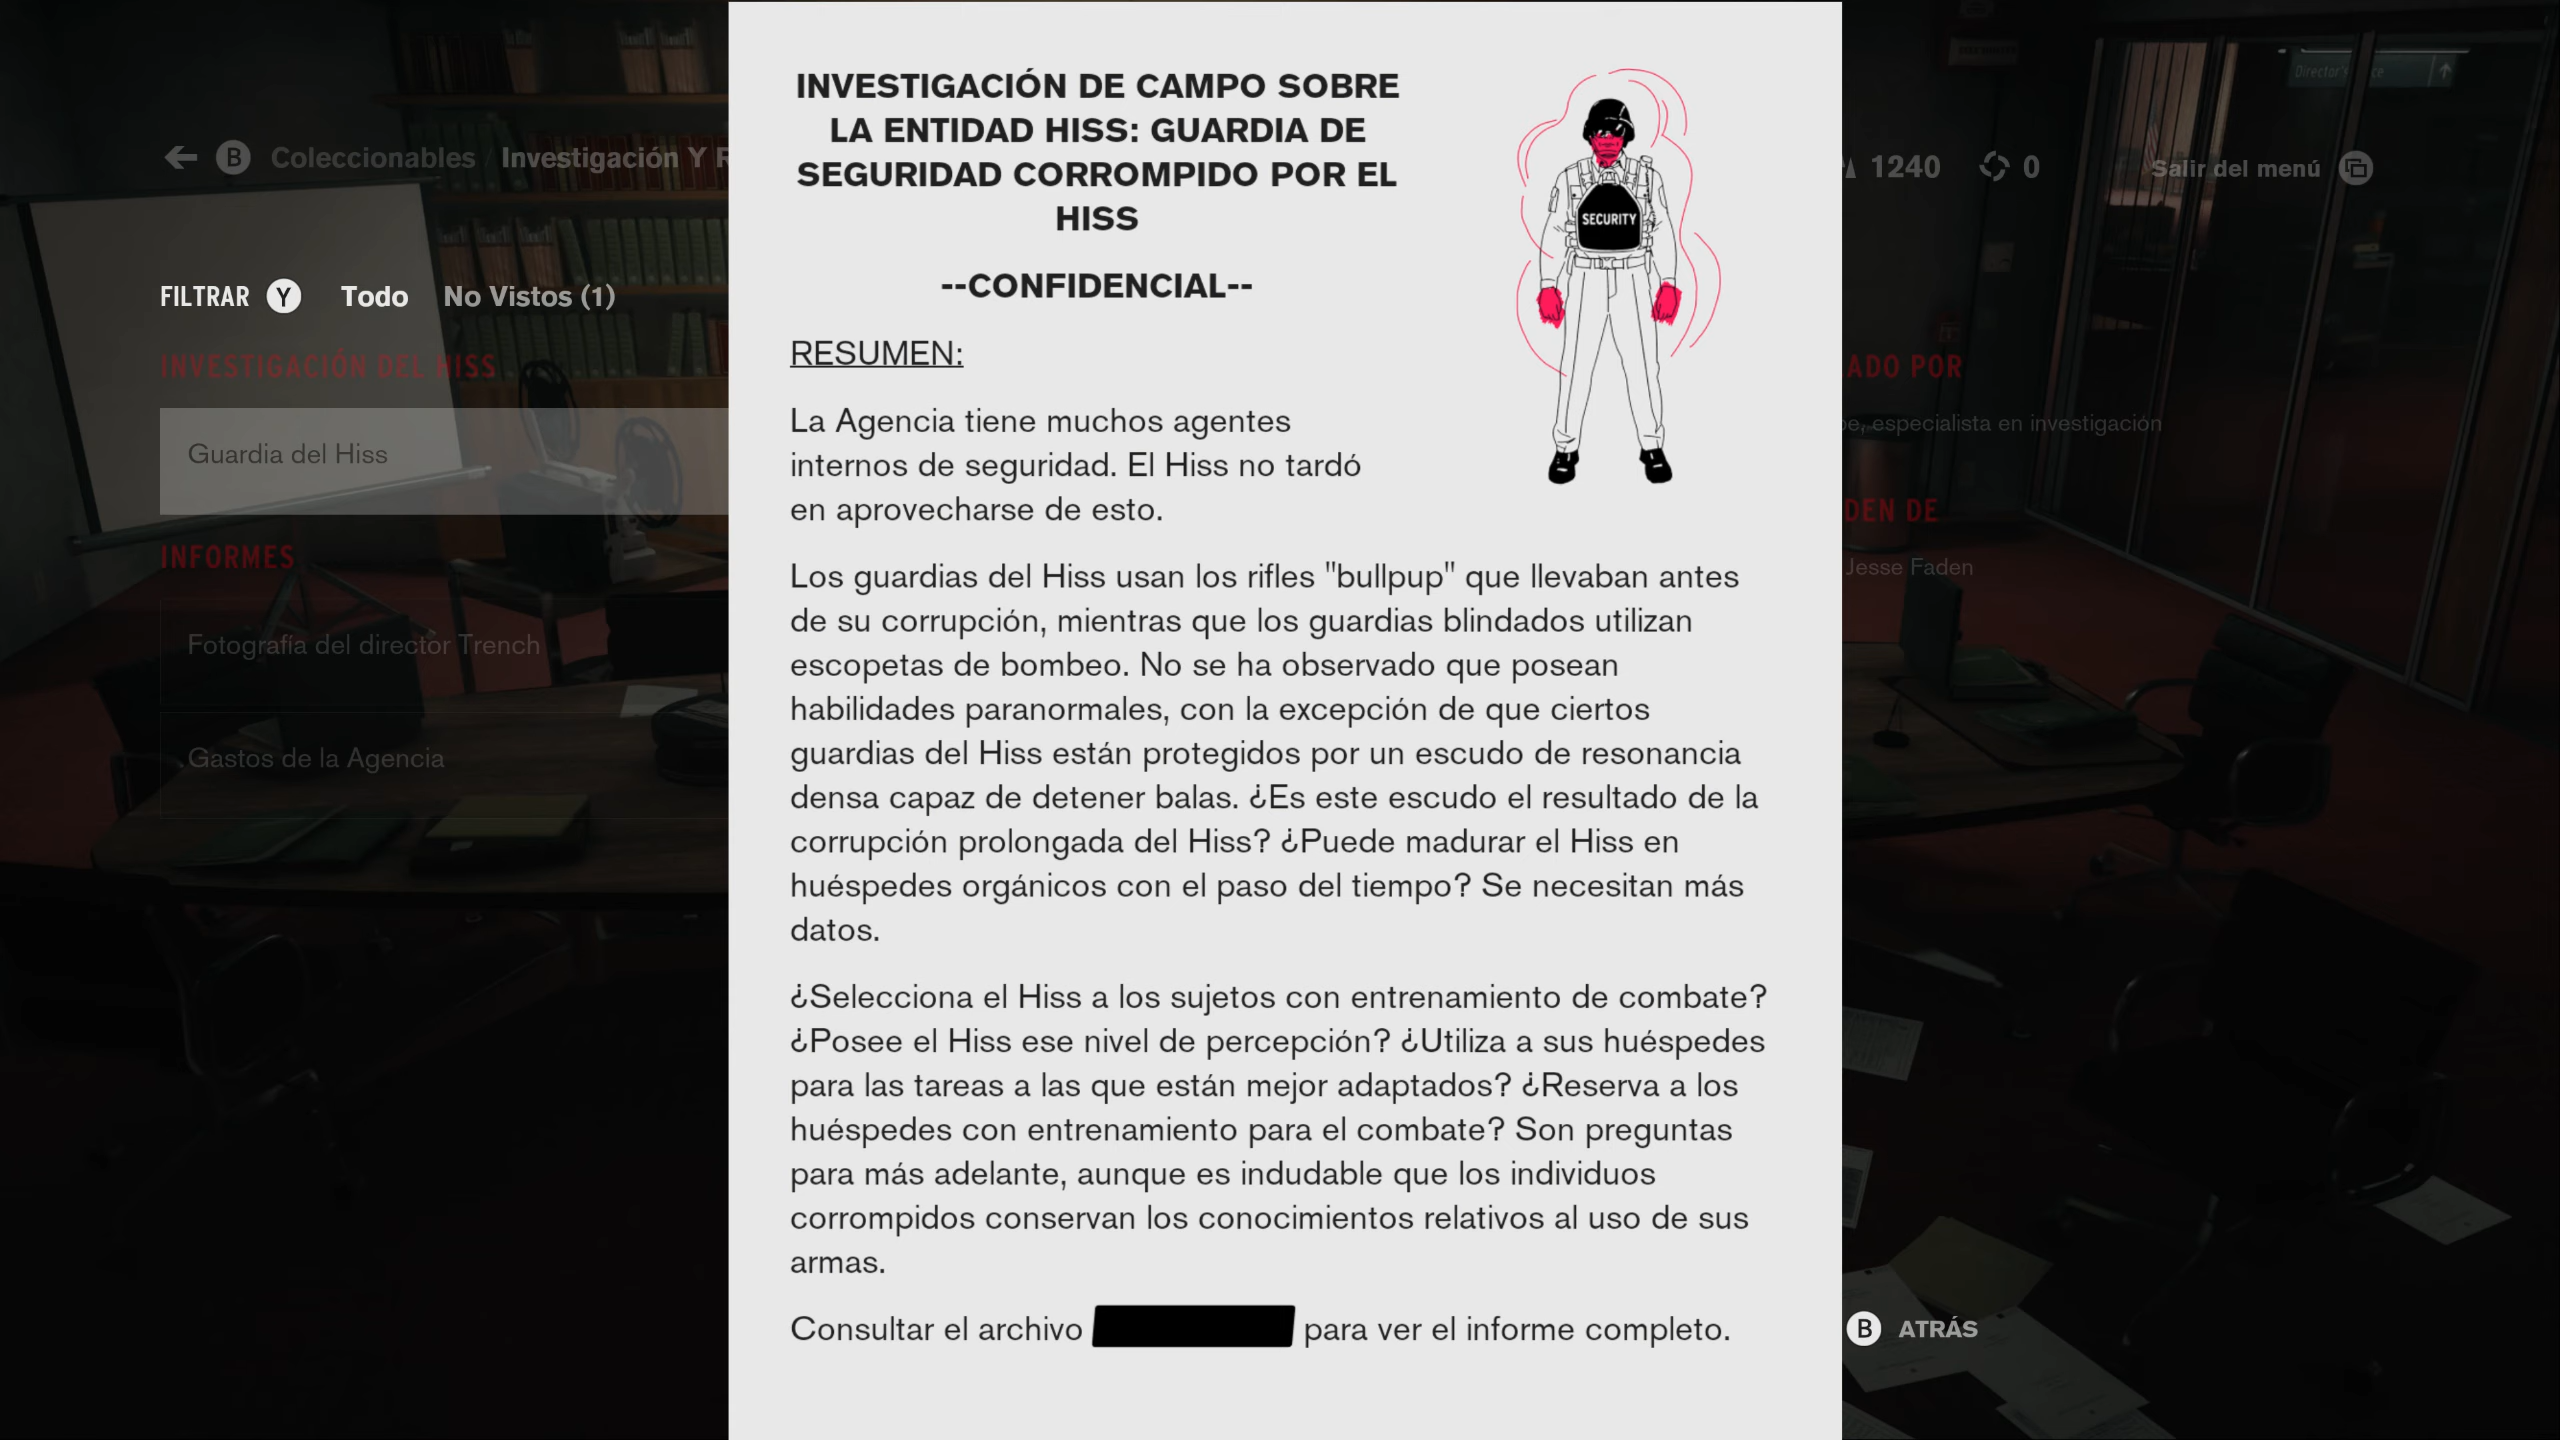 INVESTIGACIÓN DE CAMPO SOBRE
LA ENTIDAD HISS: GUARDIA DE
SEGURIDAD CORROMPIDO POR EL
HISS
--CONFIDENCIAL--
SECURITY
RESUMEN:
La Agencia tiene muchos agentes
internos de seguridad. El Hiss no tardó
en aprovecharse de esto.
Los guardias del Hiss usan los rifles "bullpup" que llevaban antes
de su corrupción, mientras que los guardias blindados utilizan
escopetas de bombeo. No se ha observado que posean
habilidades paranormales, con la excepción de que ciertos
guardias del Hiss están protegidos por un escudo de resonancia
densa capaz de detener balas. ¿Es este escudo el resultado de la
corrupción prolongada del Hiss? ¿Puede madurar el Hiss en
huéspedes orgánicos con el paso del tiempo? Se necesitan más
datos.
¿Selecciona el Hiss a los sujetos con entrenamiento de combate?
¿Posee el Hiss ese nivel de percepción? ¿Utiliza a sus huéspedes
para las tareas a las que están mejor adaptados? ¿Reserva a los
huéspedes con entrenamiento para el combate? Son preguntas
para más adelante, aunque es indudable que los individuos
corrompidos conservan los conocimientos relativos al uso de sus
armas.
Consultar el archivo para ver el informe completo.
B Coleccionables / Investigación Y R
FILTRAR Y Todo No Vistos (1)
INVESTIGACIÓN DEL HISS
Guardia del Hiss
INFORMES
Fotografía del director Trench
Gastos de la Agencia
1240 0 Salir del menú
ADO POR
especialista en investigación
DEN DE
Jesse Faden
B ATRÁS